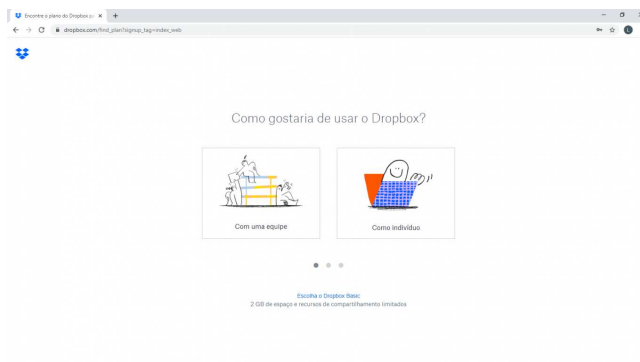 Encontre o plano do Dropbox pa
dropbox.com/find_plan?signup_tag=index_web
L
Como gostaria de usar o Dropbox?
Com uma equipe
Como indivíduo
Escolha o Dropbox Basic
2 GB de espaço e recursos de compartilhamento limitados